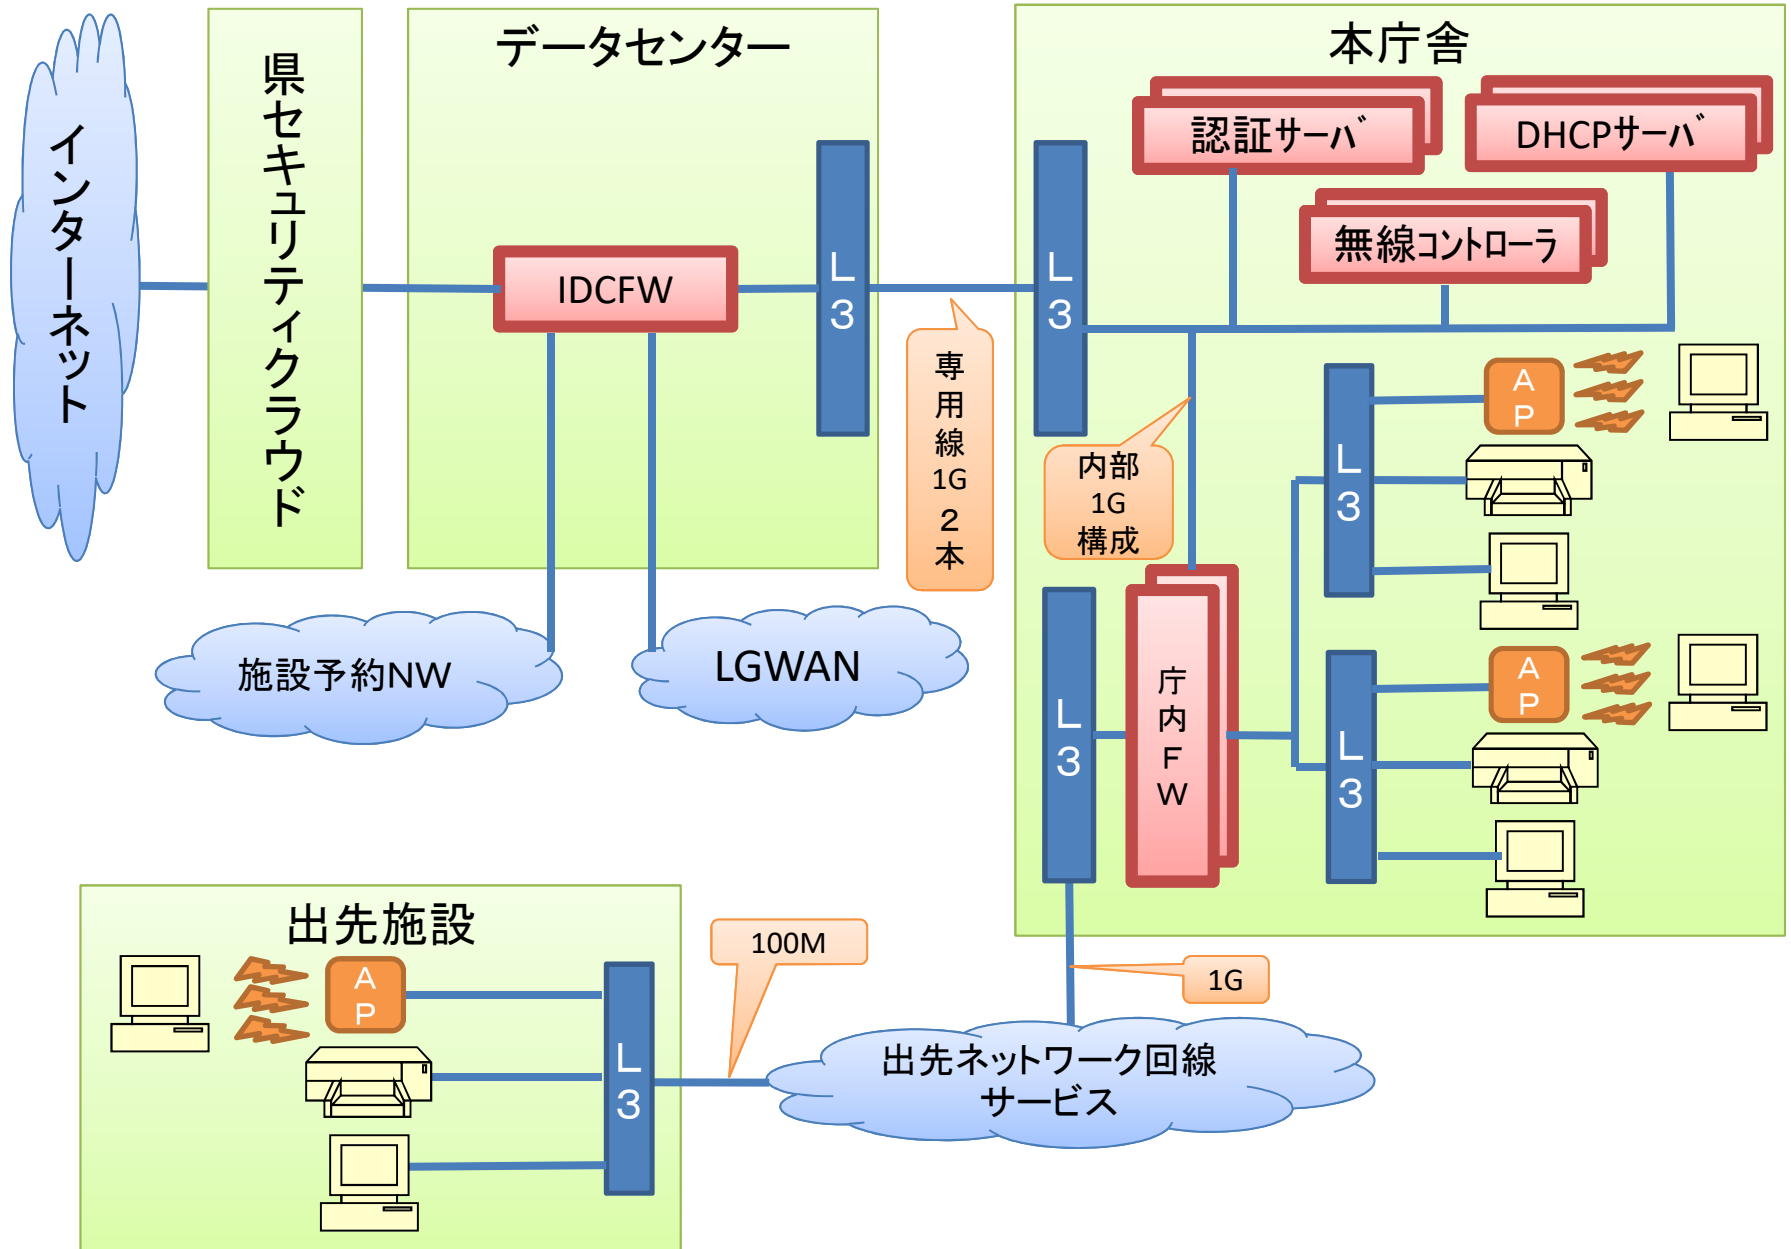 インターネット
県セキュリティクラウド
データセンター
IDCFW
L3
施設予約NW
LGWAN
専用線1G2本
本庁舎
L3
認証サーバ
DHCPサーバ
無線コントローラ
内部
1G
構成
L3
AP
L3
庁内FW
L3
AP
出先施設
AP
L3
100M
1G
出先ネットワーク回線
サービス